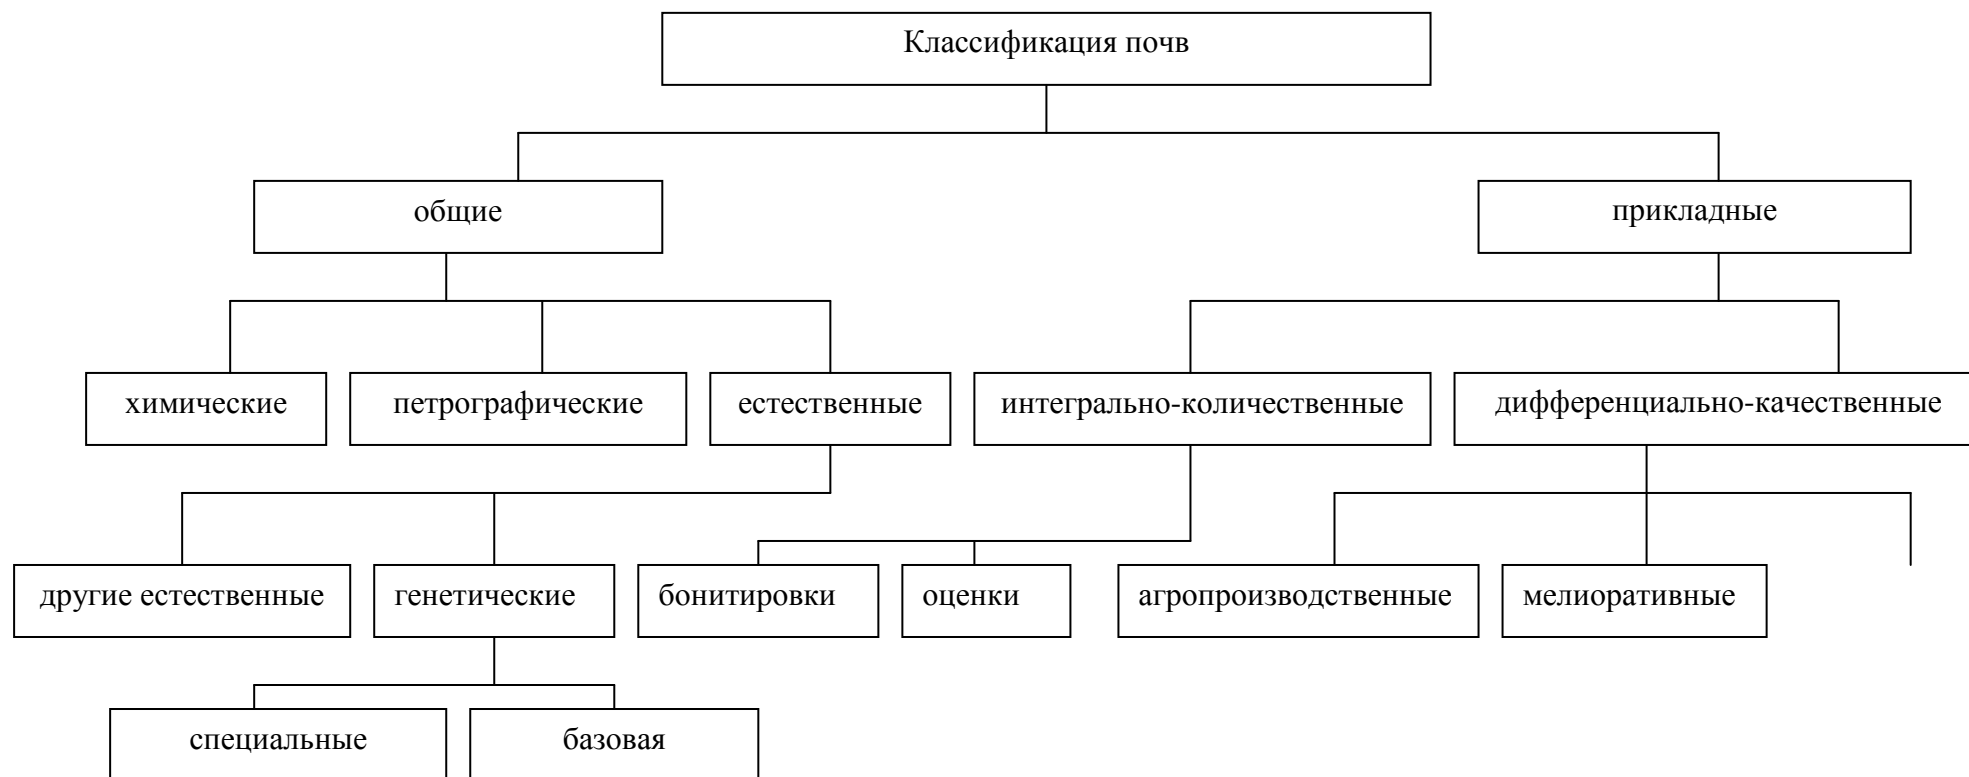 Классификация почв
общие
прикладные
химические
петрографические
естественные
интегрально-количественные
дифференциально-качественные
другие естественные
генетические
бонитировки
оценки
агропроизводственные
мелиоративные
специальные
базовая